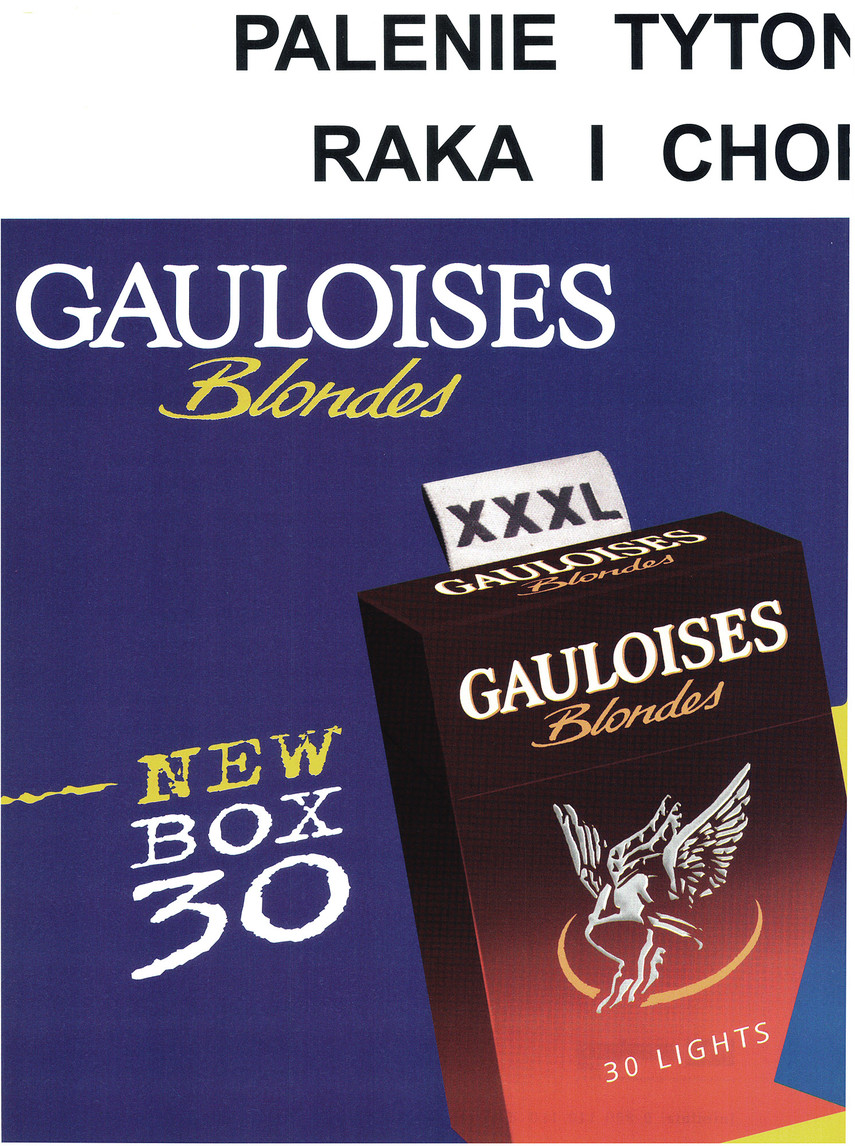 PALENIE TYTON
RAKA I CHO
GAULOISES
Blondes
XXXL
GAULOISES
Blondes
GAULOISES
Blondes
NEW
BOX
30
30 LIGHTS